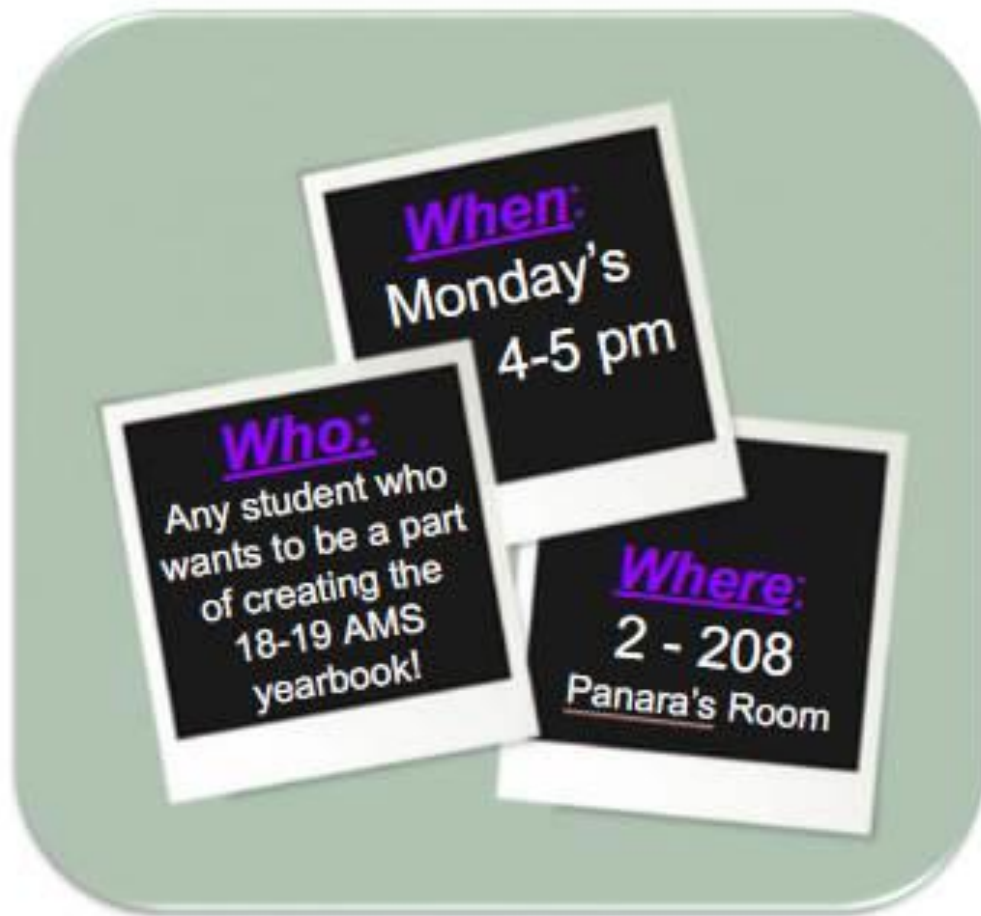 When:
Monday's
4-5 pm
Who:
Any student who
wants to be a part
of creating the
18-19 AMS
yearbook!
Where:
2 - 208
Panara's Room